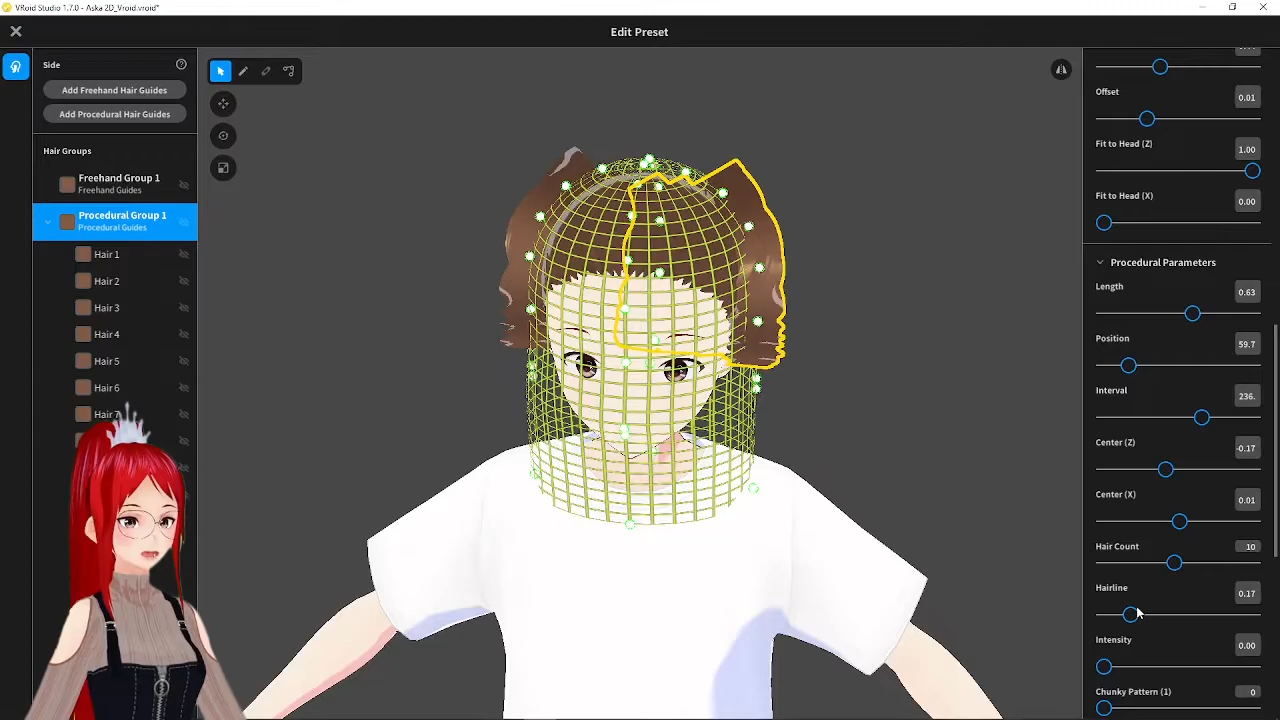 VRoid Studio 1.7.0 - Aska 2D_Vroid.vroid*
Edit Preset
Side
Add Freehand Hair Guides
Add Procedural Hair Guides
Hair Groups
Freehand Group 1
Freehand Guides
Procedural Group 1
Procedural Guides
Hair 1
Hair 2
Hair 3
Hair 4
Hair 5
Hair 6
Hair 7
Offset
0.01
Fit to Head (Z)
1.00
Fit to Head (X)
0.00
Procedural Parameters
Length
0.63
Position
59.7
Interval
236.
Center (Z)
-0.17
Center (X)
0.01
Hair Count
10
Hairline
0.17
Intensity
0.00
Chunky Pattern (1)
0